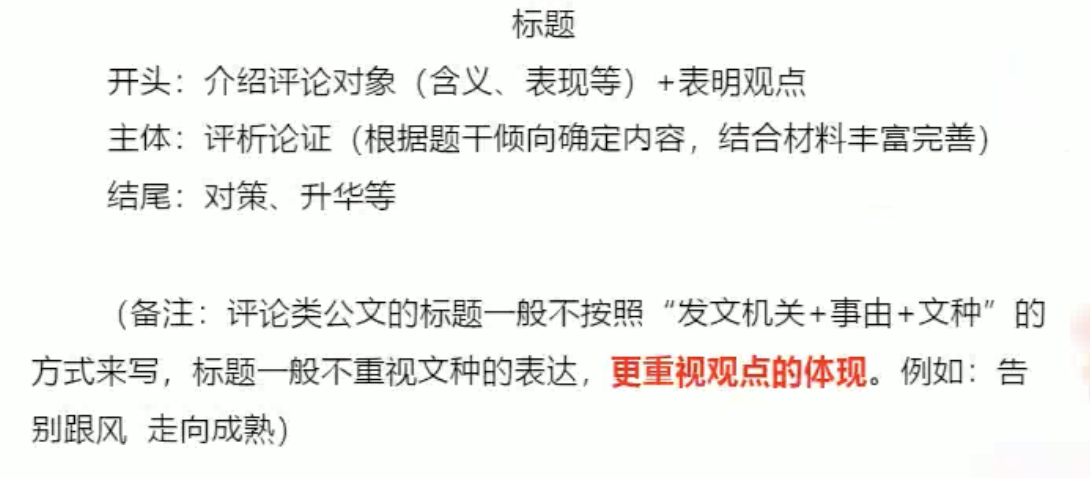 标题
开头：介绍评论对象（含义、表现等）+表明观点
主体：评析论证（根据题干倾向确定内容，结合材料丰富完善）
结尾：对策、升华等
（备注：评论类公文的标题一般不按照“发文机关+事由+文种”的
方式来写，标题一般不重视文种的表达，更重视观点的体现。例如：告
别跟风 走向成熟）